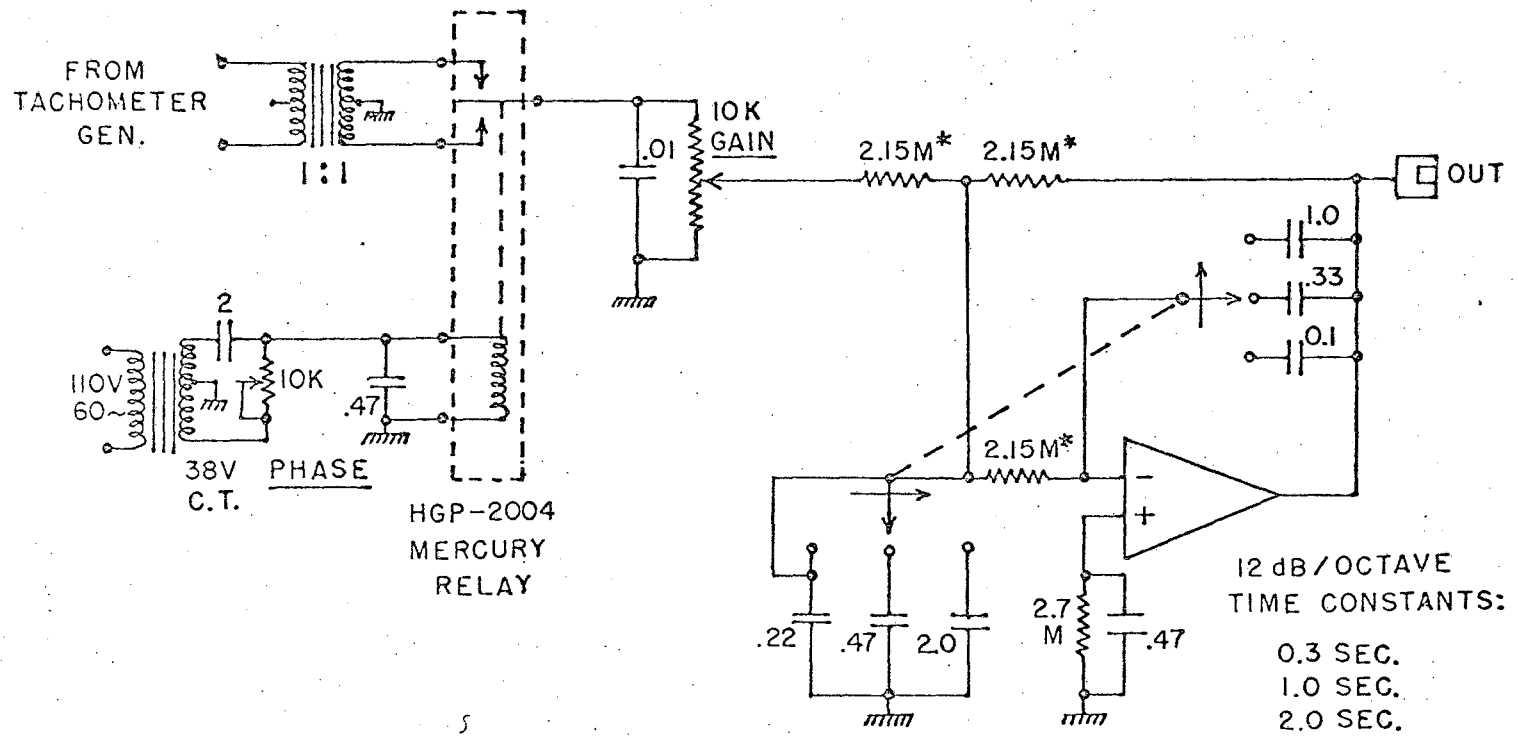 FROM
TACHOMETER
GEN.
1:1
.01
10K
GAIN
2.15M*
2.15M*
OUT
1.0
.33
0.1
2
110V
60~
10K
.47
38V
C.T.
PHASE
HGP-2004
MERCURY
RELAY
2.15M*
-
+
.22
.47
2.0
2.7
M
.47
12 dB/OCTAVE
TIME CONSTANTS:
0.3 SEC.
1.0 SEC.
2.0 SEC.